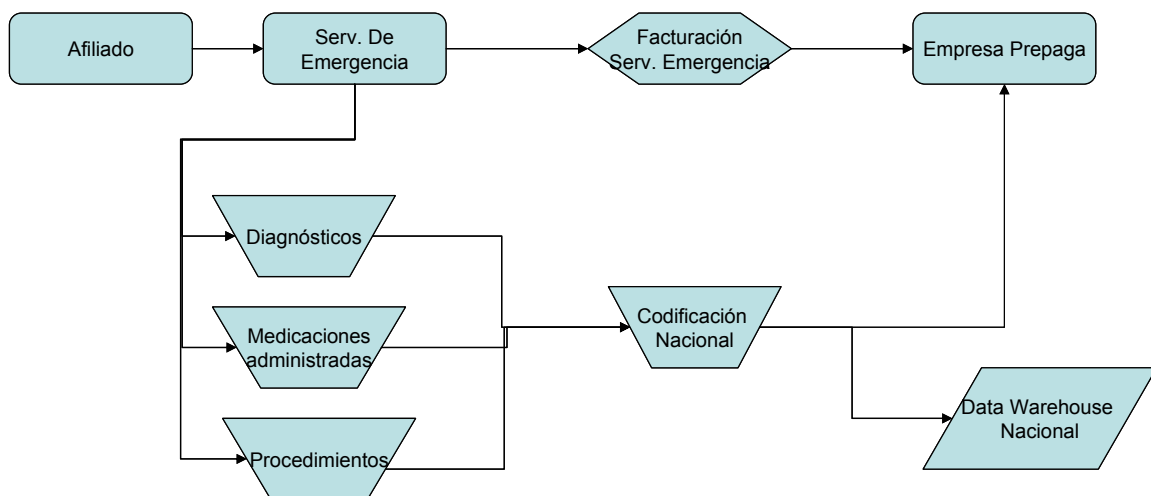 Afiliado
Serv. De
Emergencia
Facturación
Serv. Emergencia
Empresa Prepaga
Diagnósticos
Medicaciones
administradas
Procedimientos
Codificación
Nacional
Data Warehouse
Nacional